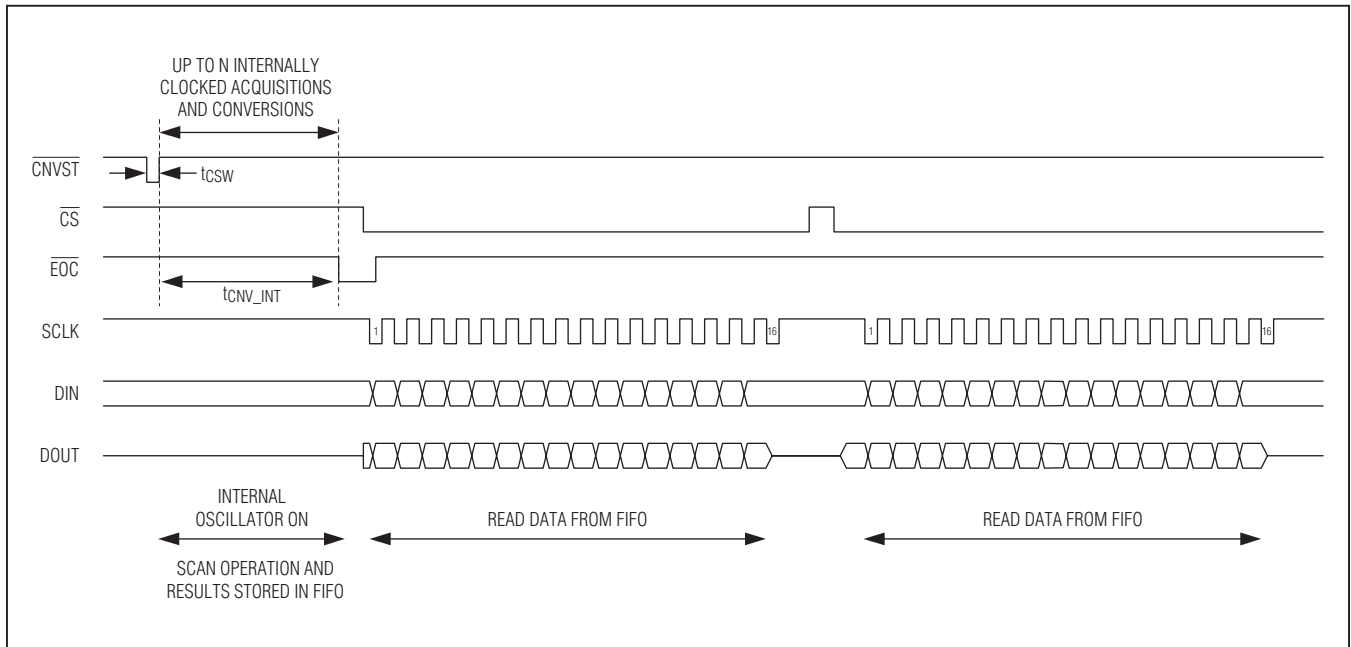 UP TO N INTERNALLY
CLOCKED ACQUISITIONS
AND CONVERSIONS
CNVST
tCSW
CS
EOC
tCNV_INT
SCLK
1
16
1
16
DIN
DOUT
INTERNAL
OSCILLATOR ON
READ DATA FROM FIFO
READ DATA FROM FIFO
SCAN OPERATION AND
RESULTS STORED IN FIFO